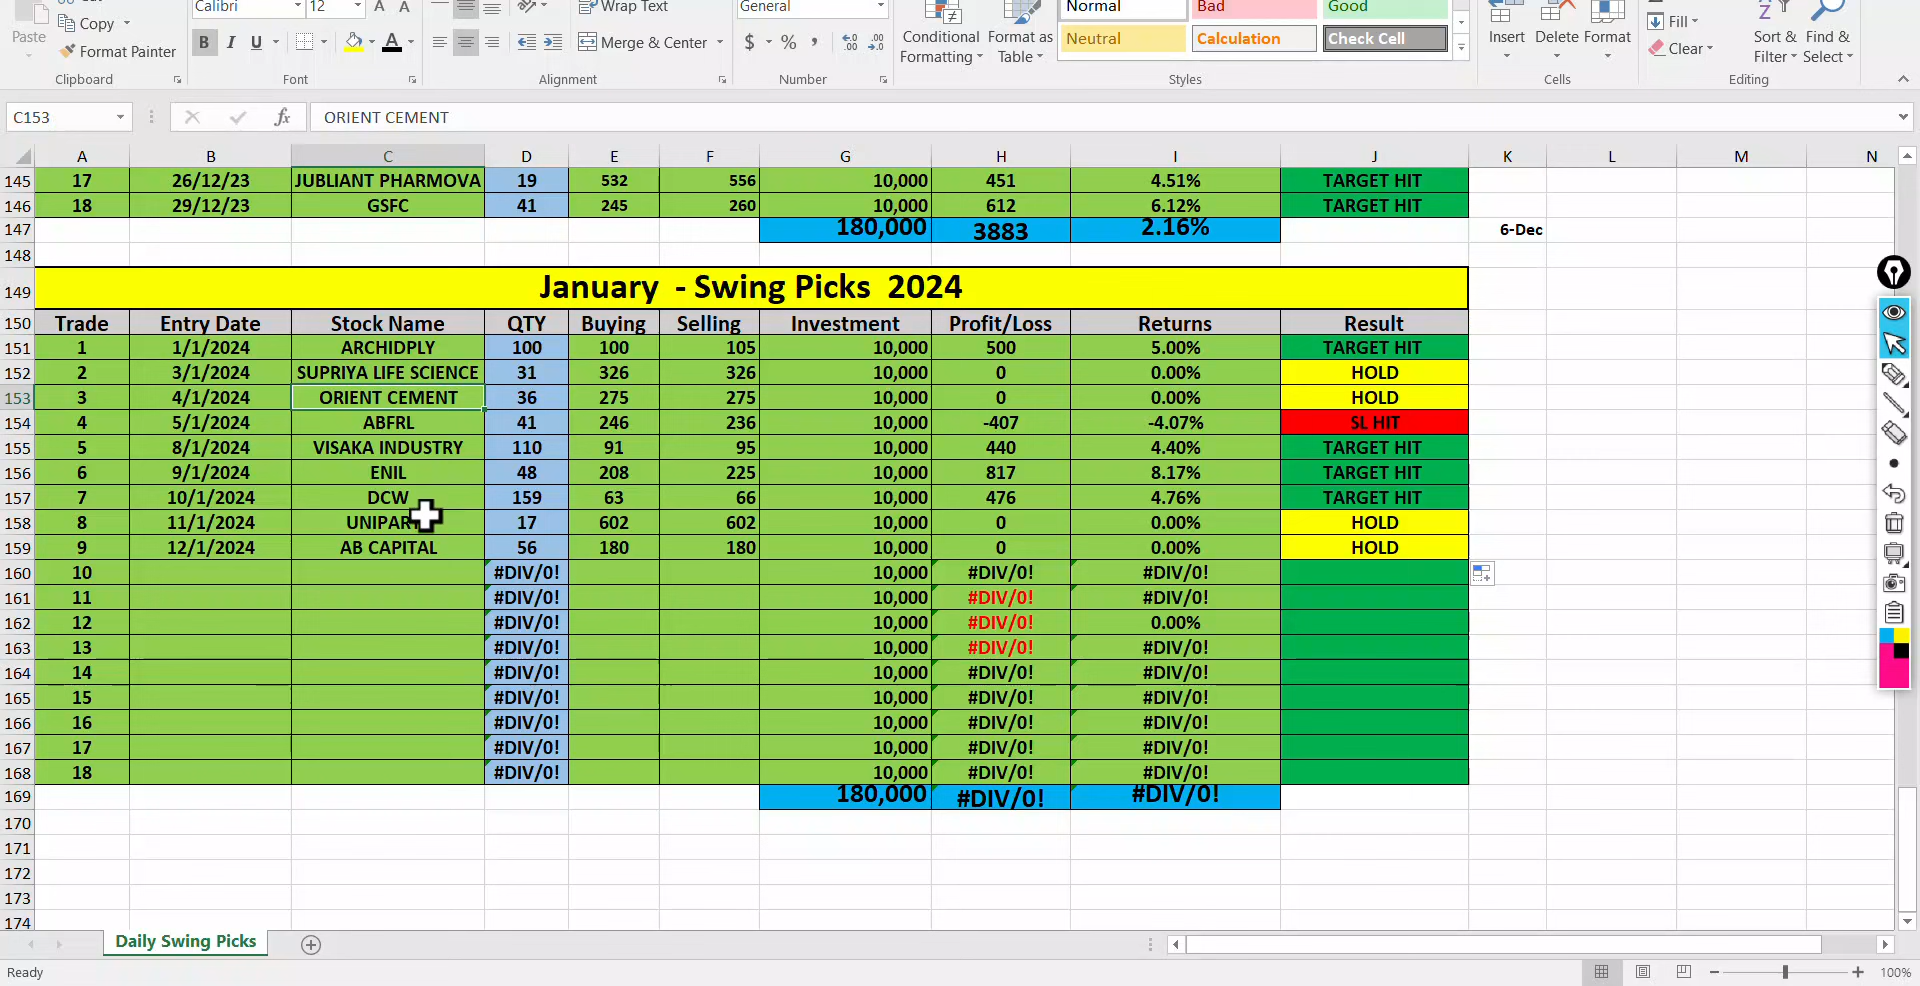 Cut
Calibri 12 A A Wrap Text General Normal Bad Good
Paste Copy
Format Painter B I U A Merge & Center $ % , Conditional Formatting Format as Table Neutral Calculation Check Cell Insert Delete Format Fill Clear Sort & Filter Find & Select
Clipboard Font Alignment Number Styles Cells Editing
C153 fx ORIENT CEMENT
A B C D E F G H I J K L M N
145 17 26/12/23 JUBLIANT PHARMOVA 19 532 556 10,000 451 4.51% TARGET HIT
146 18 29/12/23 GSFC 41 245 260 10,000 612 6.12% TARGET HIT
147 180,000 3883 2.16% 6-Dec
148
149 January - Swing Picks 2024
150 Trade Entry Date Stock Name QTY Buying Selling Investment Profit/Loss Returns Result
151 1 1/1/2024 ARCHIDPLY 100 100 105 10,000 500 5.00% TARGET HIT
152 2 3/1/2024 SUPRIYA LIFE SCIENCE 31 326 326 10,000 0 0.00% HOLD
153 3 4/1/2024 ORIENT CEMENT 36 275 275 10,000 0 0.00% HOLD
154 4 5/1/2024 ABFRL 41 246 236 10,000 -407 -4.07% SL HIT
155 5 8/1/2024 VISAKA INDUSTRY 110 91 95 10,000 440 4.40% TARGET HIT
156 6 9/1/2024 ENIL 48 208 225 10,000 817 8.17% TARGET HIT
157 7 10/1/2024 DCW 159 63 66 10,000 476 4.76% TARGET HIT
158 8 11/1/2024 17 602 602 10,000 0 0.00% HOLD
159 9 12/1/2024 AB CAPITAL 56 180 180 10,000 0 0.00% HOLD
160 10 #DIV/0! 10,000 #DIV/0! #DIV/0!
161 11 #DIV/0! 10,000 #DIV/0! #DIV/0!
162 12 #DIV/0! 10,000 #DIV/0! 0.00%
163 13 #DIV/0! 10,000 #DIV/0! #DIV/0!
164 14 #DIV/0! 10,000 #DIV/0! #DIV/0!
165 15 #DIV/0! 10,000 #DIV/0! #DIV/0!
166 16 #DIV/0! 10,000 #DIV/0! #DIV/0!
167 17 #DIV/0! 10,000 #DIV/0! #DIV/0!
168 18 #DIV/0! 10,000 #DIV/0! #DIV/0!
169 180,000 #DIV/0! #DIV/0!
170
171
172
173
174
Daily Swing Picks
Ready 100%